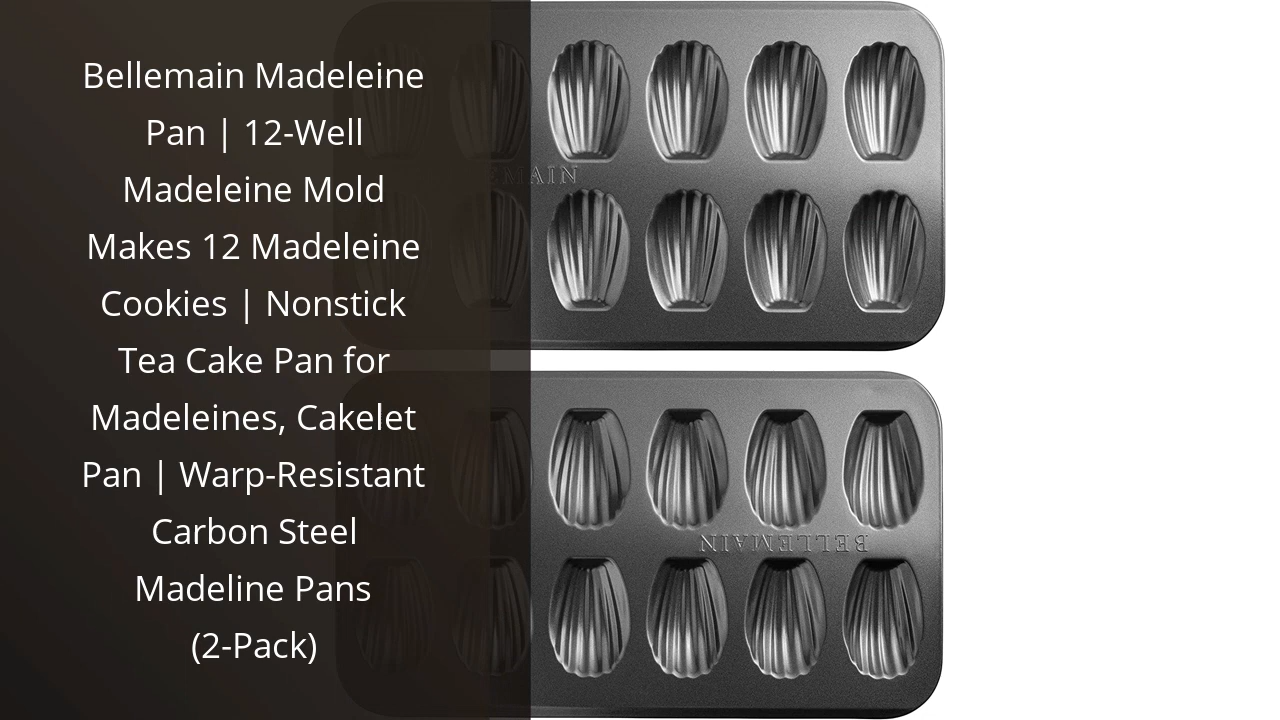 Bellemain Madeleine
Pan | 12-Well
Madeleine Mold
Makes 12 Madeleine
Cookies | Nonstick
Tea Cake Pan for
Madeleines, Cakelet
Pan | Warp-Resistant
Carbon Steel
Madeline Pans
(2-Pack)
BELLEMAIN